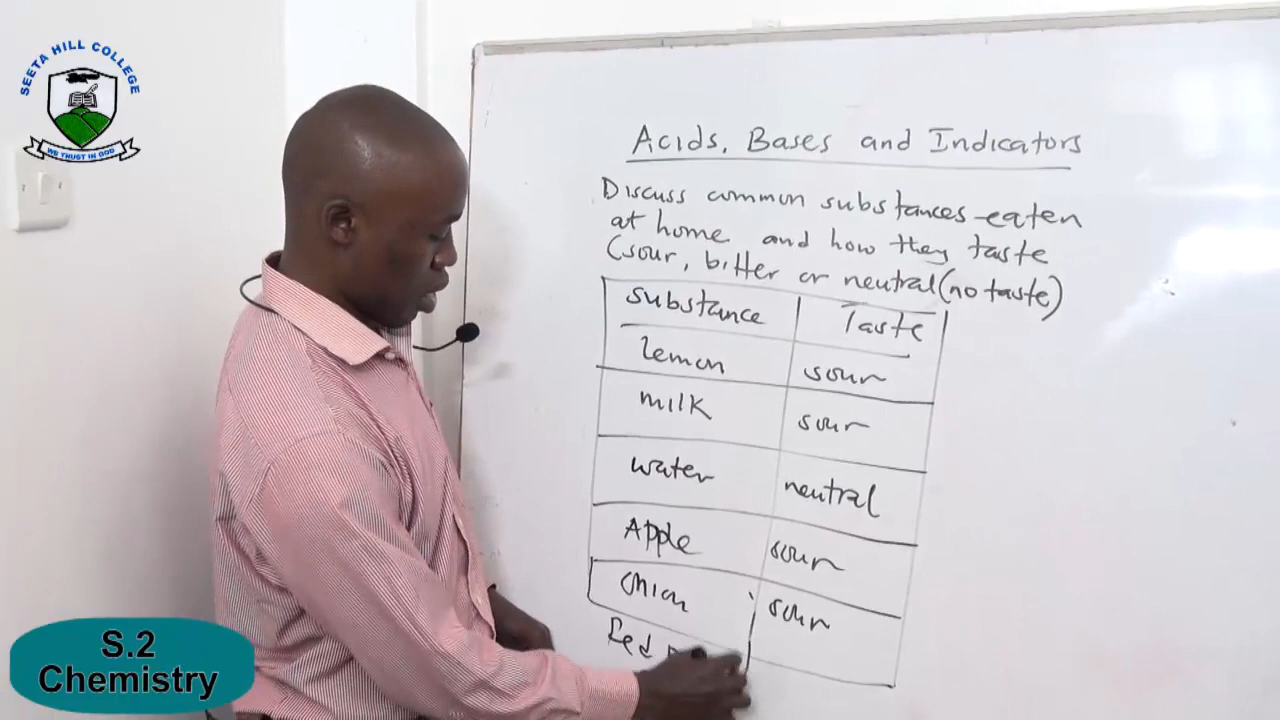 SEETA HILL COLLEGE
WE TRUST IN GOD
Acids, Bases and Indicators
Discuss common substances eaten
at home and how they taste
(sour, bitter or neutral (no taste)
substance Taste
lemon sour
milk sour
water neutral
Apple sour
onion sour
Red
S.2
Chemistry